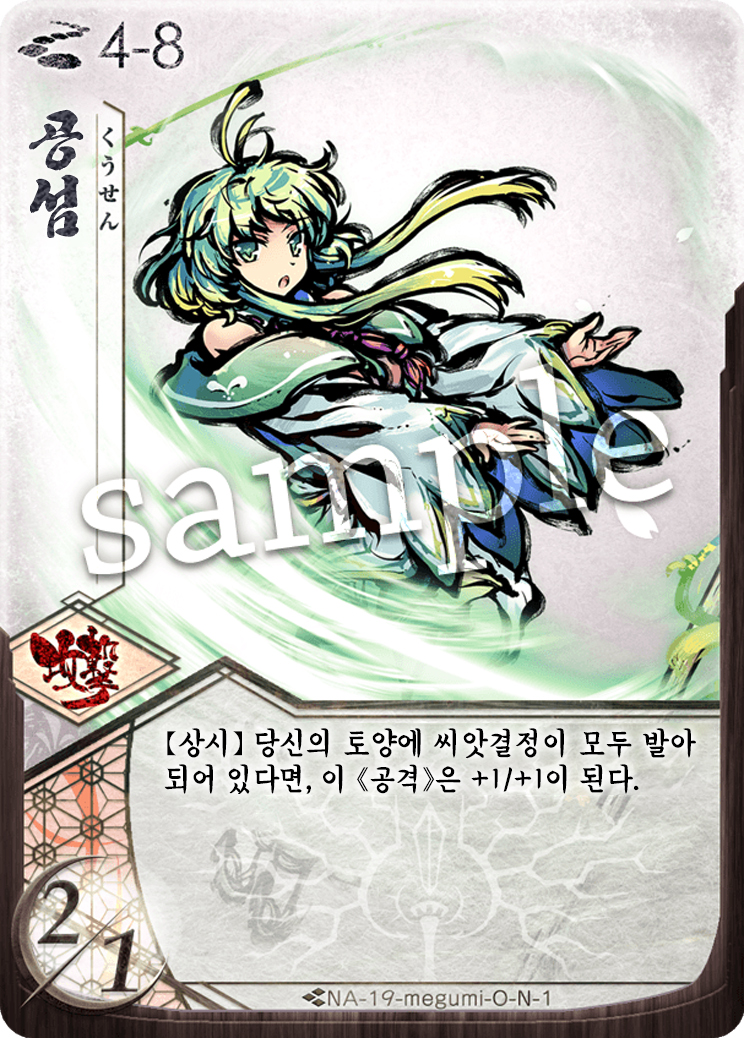 4-8
공섬
くうせん
sample
攻撃
【상시】 당신의 토양에 씨앗결정이 모두 발아
되어 있다면, 이 《공격》은 +1/+1이 된다.
2/1
NA-19-megumi-O-N-1